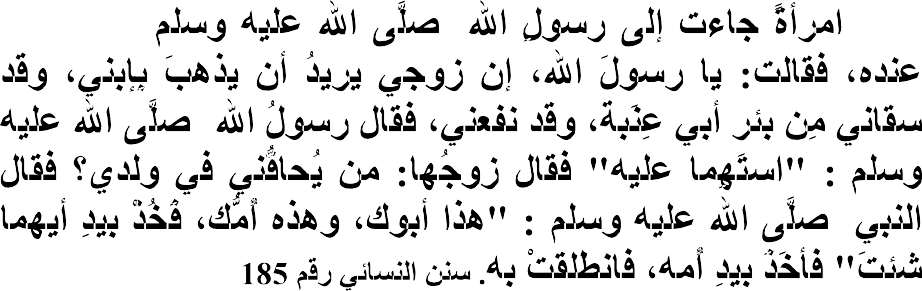 امرأةً جاءت إلى رسولِ الله صلَّى الله عليه وسلم
عنده، فقالت: يا رسولَ الله، إن زوجي يريدُ أن يذهبَ بإبني، وقد
سقاني مِن بئر أبي عِنَبة، وقد نفعني، فقال رسولُ الله صلَّى الله عليه
وسلم : "استَهِما عليه" فقال زوجُها: من يُحاقُّني في ولدي؟ فقال
النبي صلَّى اللهُ عليه وسلم : "هذا أبوك، وهذه أمُّك، فَخُذْ بيدِ أيهما
شئتَ" فأخَذَ بيدِ أمه، فانطلقتْ به. سنن النسائي رقم 185